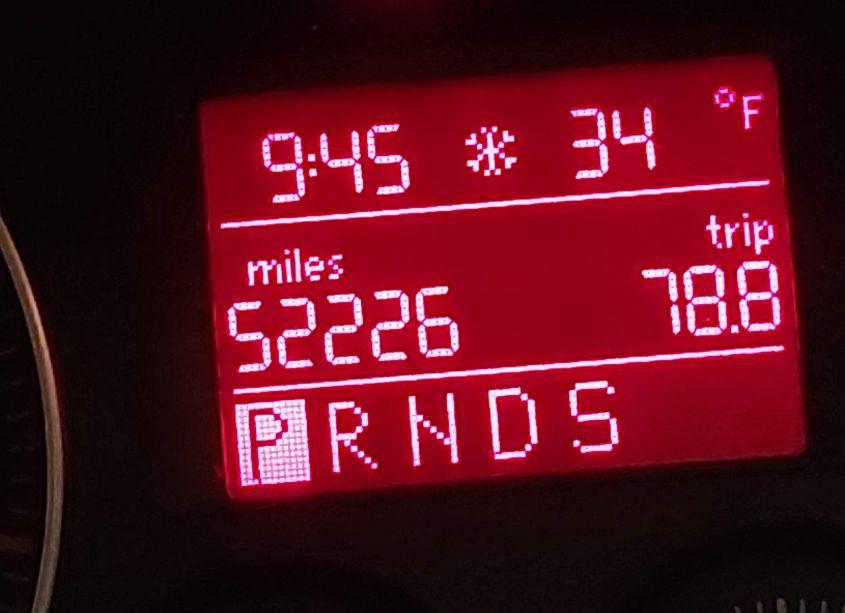 9:45 34 °F
miles trip
52226 78.8
P R N D S